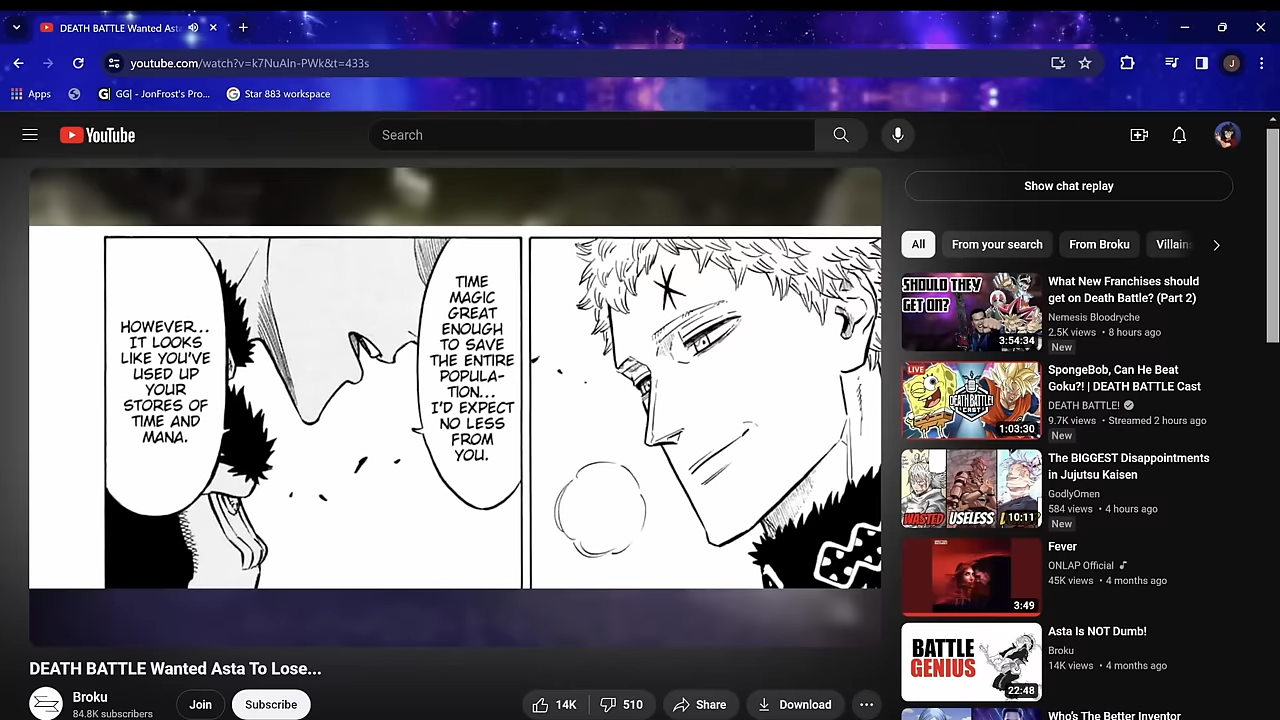 DEATH BATTLE Wanted Ast
youtube.com/watch?v=k7NuAln-PWk&t=433s
J
Apps
GG| - JonFrost's Pro...
Star 883 workspace
YouTube
Search
Show chat replay
All
From your search
From Broku
Villains
HOWEVER...
IT LOOKS
LIKE YOU'VE
USED UP
YOUR
STORES OF
TIME AND
MANA.
TIME
MAGIC
GREAT
ENOUGH
TO SAVE
THE ENTIRE
POPULA-
TION...
I'D EXPECT
NO LESS
FROM
YOU.
SHOULD THEY
GET ON?
3:54:34
What New Franchises should
get on Death Battle? (Part 2)
Nemesis Bloodryche
2.5K views • 8 hours ago
New
LIVE
DEATH BATTLE!
CAST
1:03:30
SpongeBob, Can He Beat
Goku?! | DEATH BATTLE Cast
DEATH BATTLE!
9.7K views • Streamed 2 hours ago
New
WASTED
USELESS
10:11
The BIGGEST Disappointments
in Jujutsu Kaisen
GodlyOmen
584 views • 4 hours ago
New
3:49
Fever
ONLAP Official
45K views • 4 months ago
BATTLE
GENIUS
22:48
Asta Is NOT Dumb!
Broku
14K views • 4 months ago
Who's The Better Inventor
DEATH BATTLE Wanted Asta To Lose...
Broku
84.8K subscribers
Join
Subscribe
14K
510
Share
Download